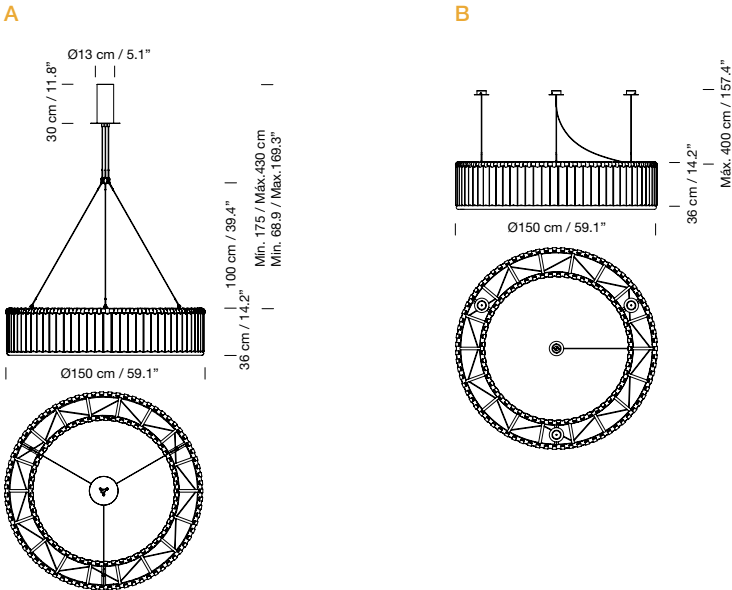 A
Ø13 cm / 5.1”
30 cm / 11.8”
100 cm / 39.4”
Mín. 175 / Máx.430 cm
Min. 68.9 / Max.169.3”
36 cm / 14.2”
Ø150 cm / 59.1”
B
Máx. 400 cm / 157.4”
36 cm / 14.2”
Ø150 cm / 59.1”